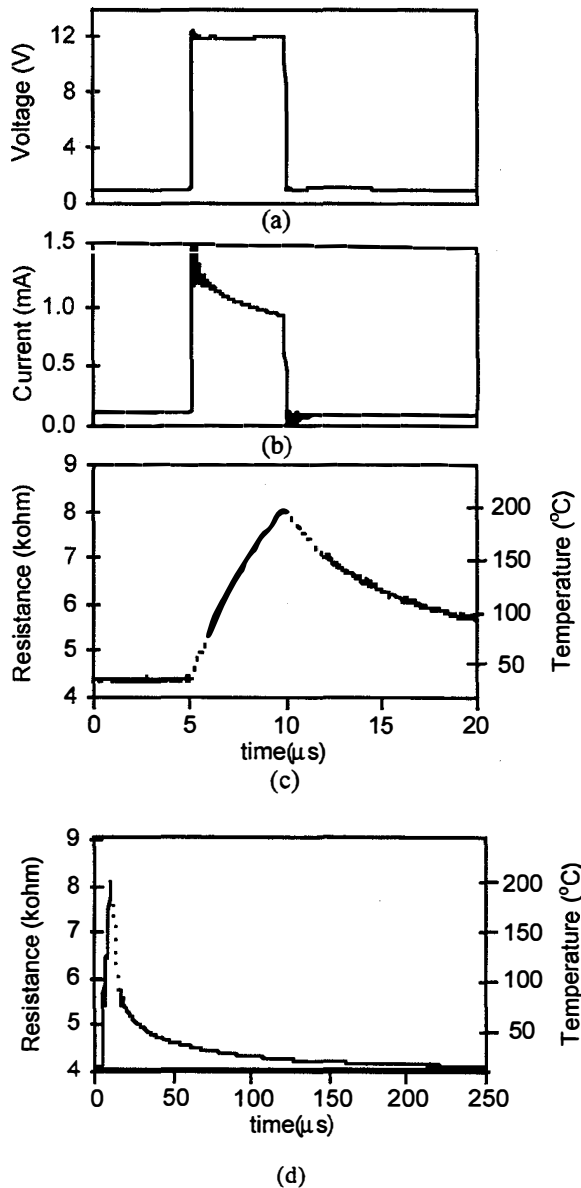 Voltage (V)
12
8
4
0
(a)
Current (mA)
1.5
1.0
0.5
0.0
(b)
Resistance (kohm)
9
8
7
6
5
4
Temperature (°C)
200
150
100
50
0 5 10 15 20
time(μs)
(c)
Resistance (kohm)
9
8
7
6
5
4
Temperature (°C)
200
150
100
50
0 50 100 150 200 250
time(μs)
(d)